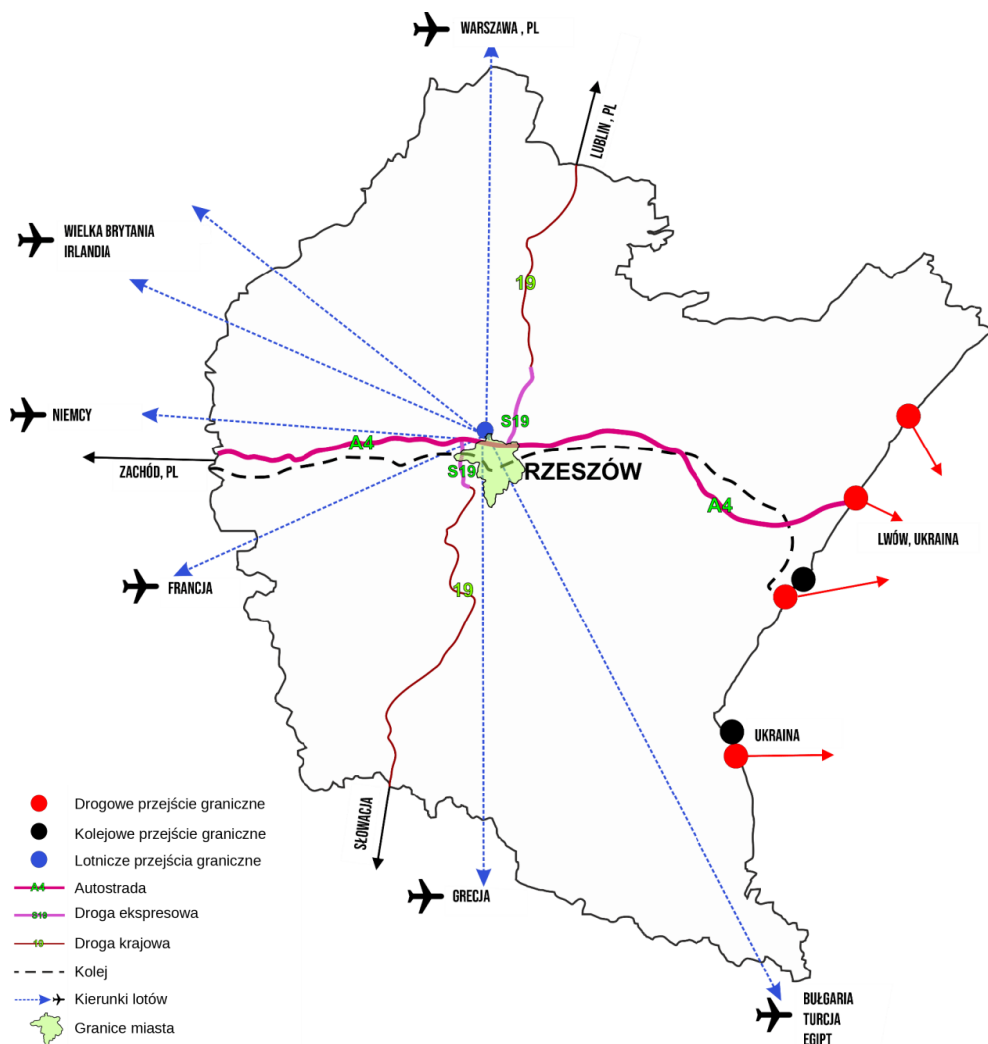 WARSZAWA , PL
LUBLIN , PL
WIELKA BRYTANIA
IRLANDIA
19
NIEMCY
S19
A4
ZACHÓD, PL
S19
RZESZÓW
A4
LWÓW, UKRAINA
FRANCJA
19
UKRAINA
SŁOWACJA
GRECJA
BUŁGARIA
TURCJA
EGIPT
Drogowe przejście graniczne
Kolejowe przejście graniczne
Lotnicze przejścia graniczne
A4 Autostrada
S19 Droga ekspresowa
19 Droga krajowa
Kolej
Kierunki lotów
Granice miasta